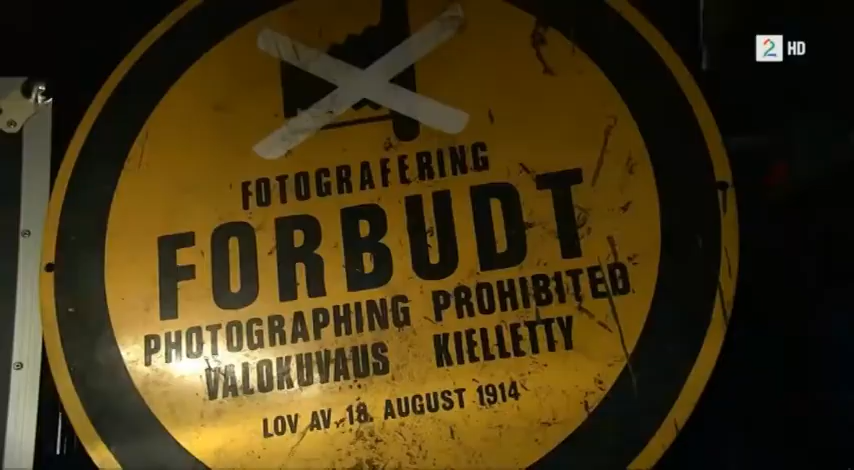 2 HD
FOTOGRAFERING
FORBUDT
PHOTOGRAPHING PROHIBITED
VALOKUVAUS KIELLETTY
LOV AV 18. AUGUST 1914